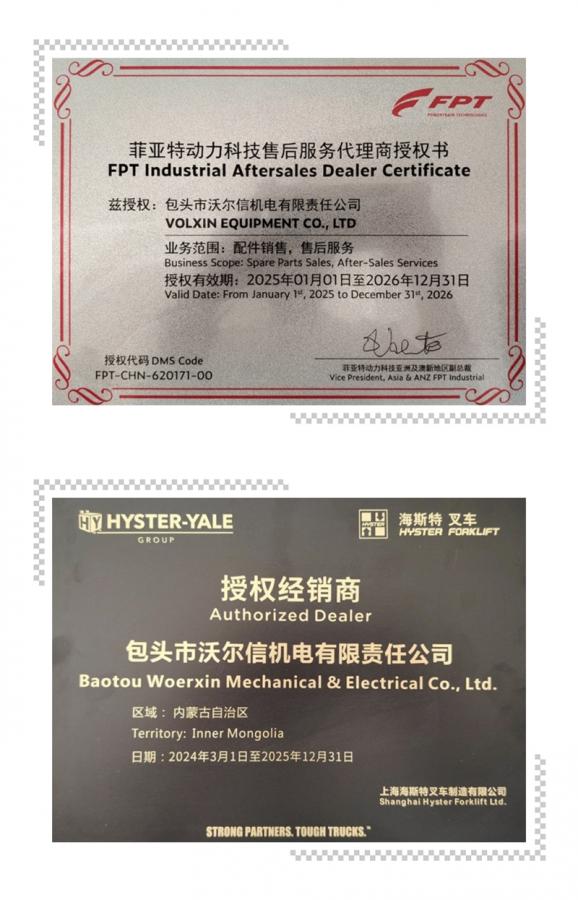 FPT
POWERTRAIN TECHNOLOGIES
菲亚特动力科技售后服务代理商授权书
FPT Industrial Aftersales Dealer Certificate
兹授权：包头市沃尔信机电有限责任公司
VOLXIN EQUIPMENT CO., LTD
业务范围：配件销售，售后服务
Business Scope: Spare Parts Sales, After-Sales Services
授权有效期：2025年01月01日至2026年12月31日
Valid Date: From January 1st, 2025 to December 31st, 2026
授权代码 DMS Code
FPT-CHN-620171-00
菲亚特动力科技亚洲及澳新地区副总裁
Vice President, Asia & ANZ FPT Industrial
HY HYSTER-YALE
GROUP
HYSTER
海斯特 叉车
HYSTER FORKLIFT
授权经销商
Authorized Dealer
包头市沃尔信机电有限责任公司
Baotou Woerxin Mechanical & Electrical Co., Ltd.
区域：内蒙古自治区
Territory: Inner Mongolia
日期：2024年3月1日至2025年12月31日
上海海斯特叉车制造有限公司
Shanghai Hyster Forklift Ltd.
STRONG PARTNERS. TOUGH TRUCKS.™